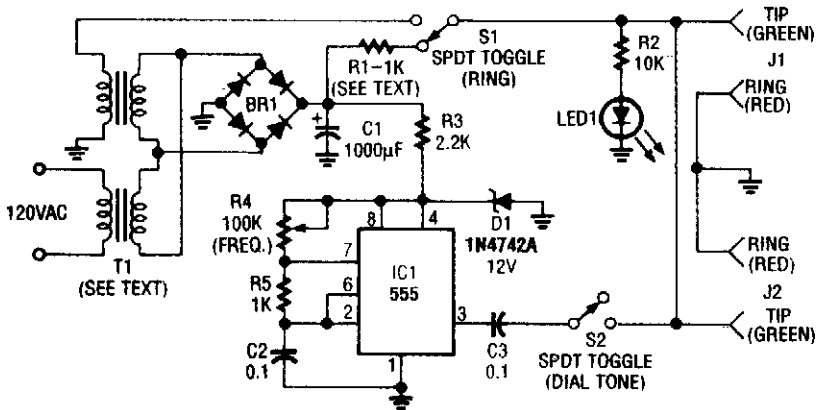 S1
SPDT TOGGLE
(RING)
R1-1K
(SEE TEXT)
R2
10K
TIP
(GREEN)
J1
RING
(RED)
LED1
BR1
+
C1
1000µF
R3
2.2K
120VAC
T1
(SEE TEXT)
R4
100K
(FREQ.)
8
4
D1
1N4742A
12V
7
IC1
555
R5
1K
6
2
3
1
C2
0.1
C3
0.1
S2
SPDT TOGGLE
(DIAL TONE)
RING
(RED)
J2
TIP
(GREEN)